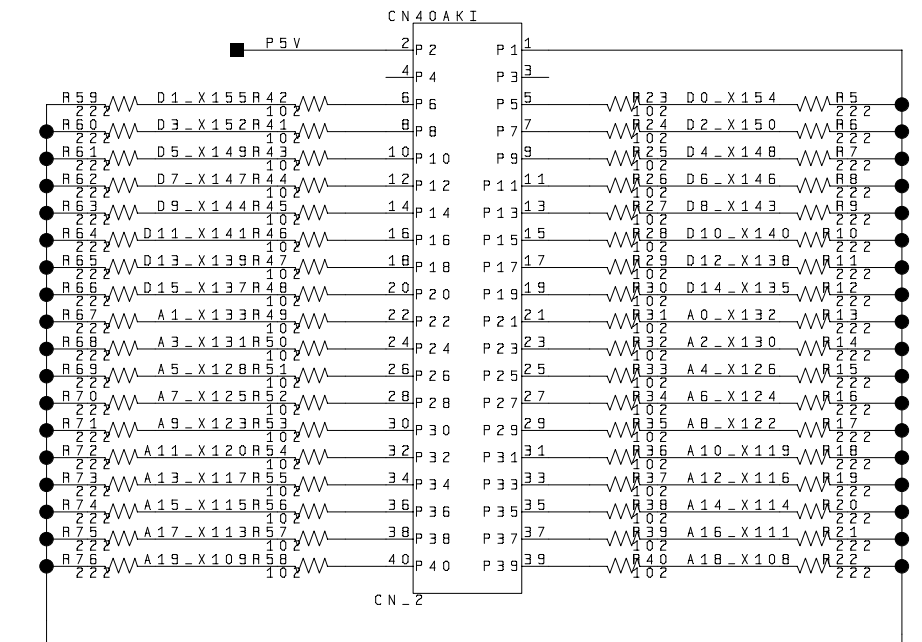 CN40AKI
P5V 2 P2 P1 1
4 P4 P3 3
R59 222 D1_X155 R42 102 6 P6 P5 5 R23 102 D0_X154 R5 222
R60 222 D3_X152 R41 102 8 P8 P7 7 R24 102 D2_X150 R6 222
R61 222 D5_X149 R43 102 10 P10 P9 9 R25 102 D4_X148 R7 222
R62 222 D7_X147 R44 102 12 P12 P11 11 R26 102 D6_X146 R8 222
R63 222 D9_X144 R45 102 14 P14 P13 13 R27 102 D8_X143 R9 222
R64 222 D11_X141 R46 102 16 P16 P15 15 R28 102 D10_X140 R10 222
R65 222 D13_X139 R47 102 18 P18 P17 17 R29 102 D12_X138 R11 222
R66 222 D15_X137 R48 102 20 P20 P19 19 R30 102 D14_X135 R12 222
R67 222 A1_X133 R49 102 22 P22 P21 21 R31 102 A0_X132 R13 222
R68 222 A3_X131 R50 102 24 P24 P23 23 R32 102 A2_X130 R14 222
R69 222 A5_X128 R51 102 26 P26 P25 25 R33 102 A4_X126 R15 222
R70 222 A7_X125 R52 102 28 P28 P27 27 R34 102 A6_X124 R16 222
R71 222 A9_X123 R53 102 30 P30 P29 29 R35 102 A8_X122 R17 222
R72 222 A11_X120 R54 102 32 P32 P31 31 R36 102 A10_X119 R18 222
R73 222 A13_X117 R55 102 34 P34 P33 33 R37 102 A12_X116 R19 222
R74 222 A15_X115 R56 102 36 P36 P35 35 R38 102 A14_X114 R20 222
R75 222 A17_X113 R57 102 38 P38 P37 37 R39 102 A16_X111 R21 222
R76 222 A19_X109 R58 102 40 P40 P39 39 R40 102 A18_X108 R22 222
CN_2